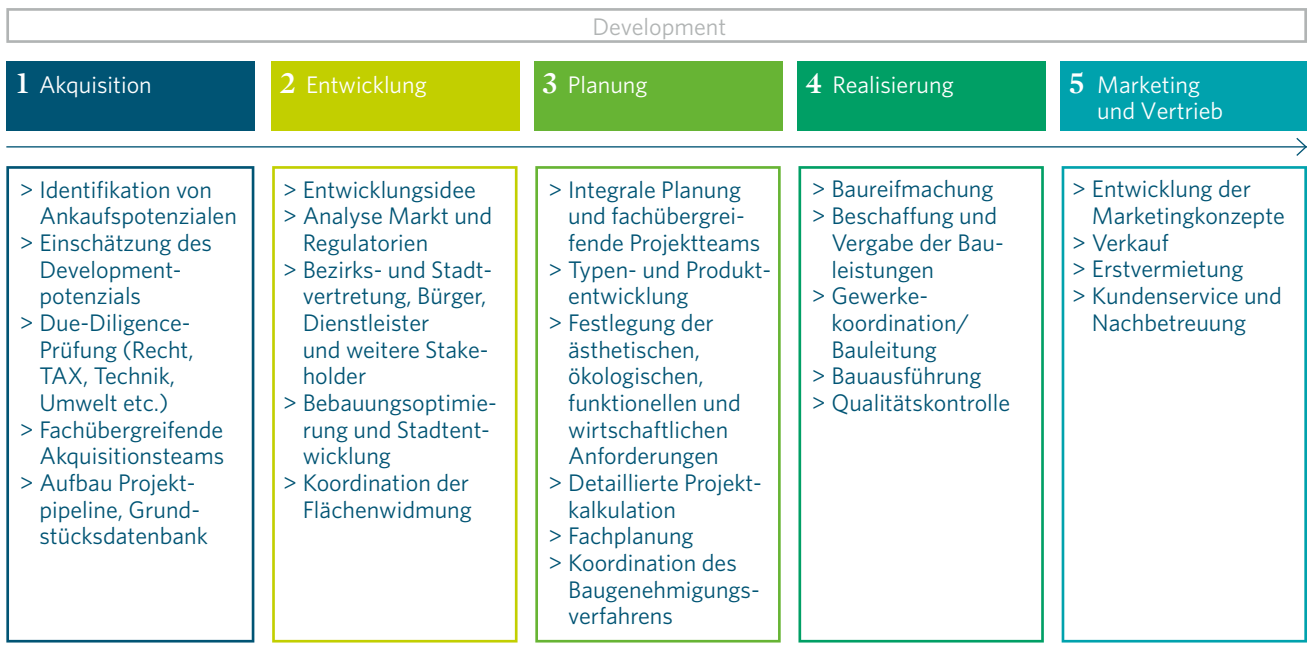 Development
1 Akquisition
2 Entwicklung
3 Planung
4 Realisierung
5 Marketing
und Vertrieb
> Identifikation von
Ankaufspotenzialen
> Einschätzung des
Development-
potenzials
> Due-Diligence-
Prüfung (Recht,
TAX, Technik,
Umwelt etc.)
> Fachübergreifende
Akquisitionsteams
> Aufbau Projekt-
pipeline, Grund-
stücksdatenbank
> Entwicklungsidee
> Analyse Markt und
Regulatorien
> Bezirks- und Stadt-
vertretung, Bürger,
Dienstleister
und weitere Stake-
holder
> Bebauungsoptimie-
rung und Stadtent-
wicklung
> Koordination der
Flächenwidmung
> Integrale Planung
und fachübergrei-
fende Projektteams
> Typen- und Produkt-
entwicklung
> Festlegung der
ästhetischen,
ökologischen,
funktionellen und
wirtschaftlichen
Anforderungen
> Detaillierte Projekt-
kalkulation
> Fachplanung
> Koordination des
Baugenehmigungs-
verfahrens
> Baureifmachung
> Beschaffung und
Vergabe der Bau-
leistungen
> Gewerke-
koordination/
Bauleitung
> Bauausführung
> Qualitätskontrolle
> Entwicklung der
Marketingkonzepte
> Verkauf
> Erstvermietung
> Kundenservice und
Nachbetreuung